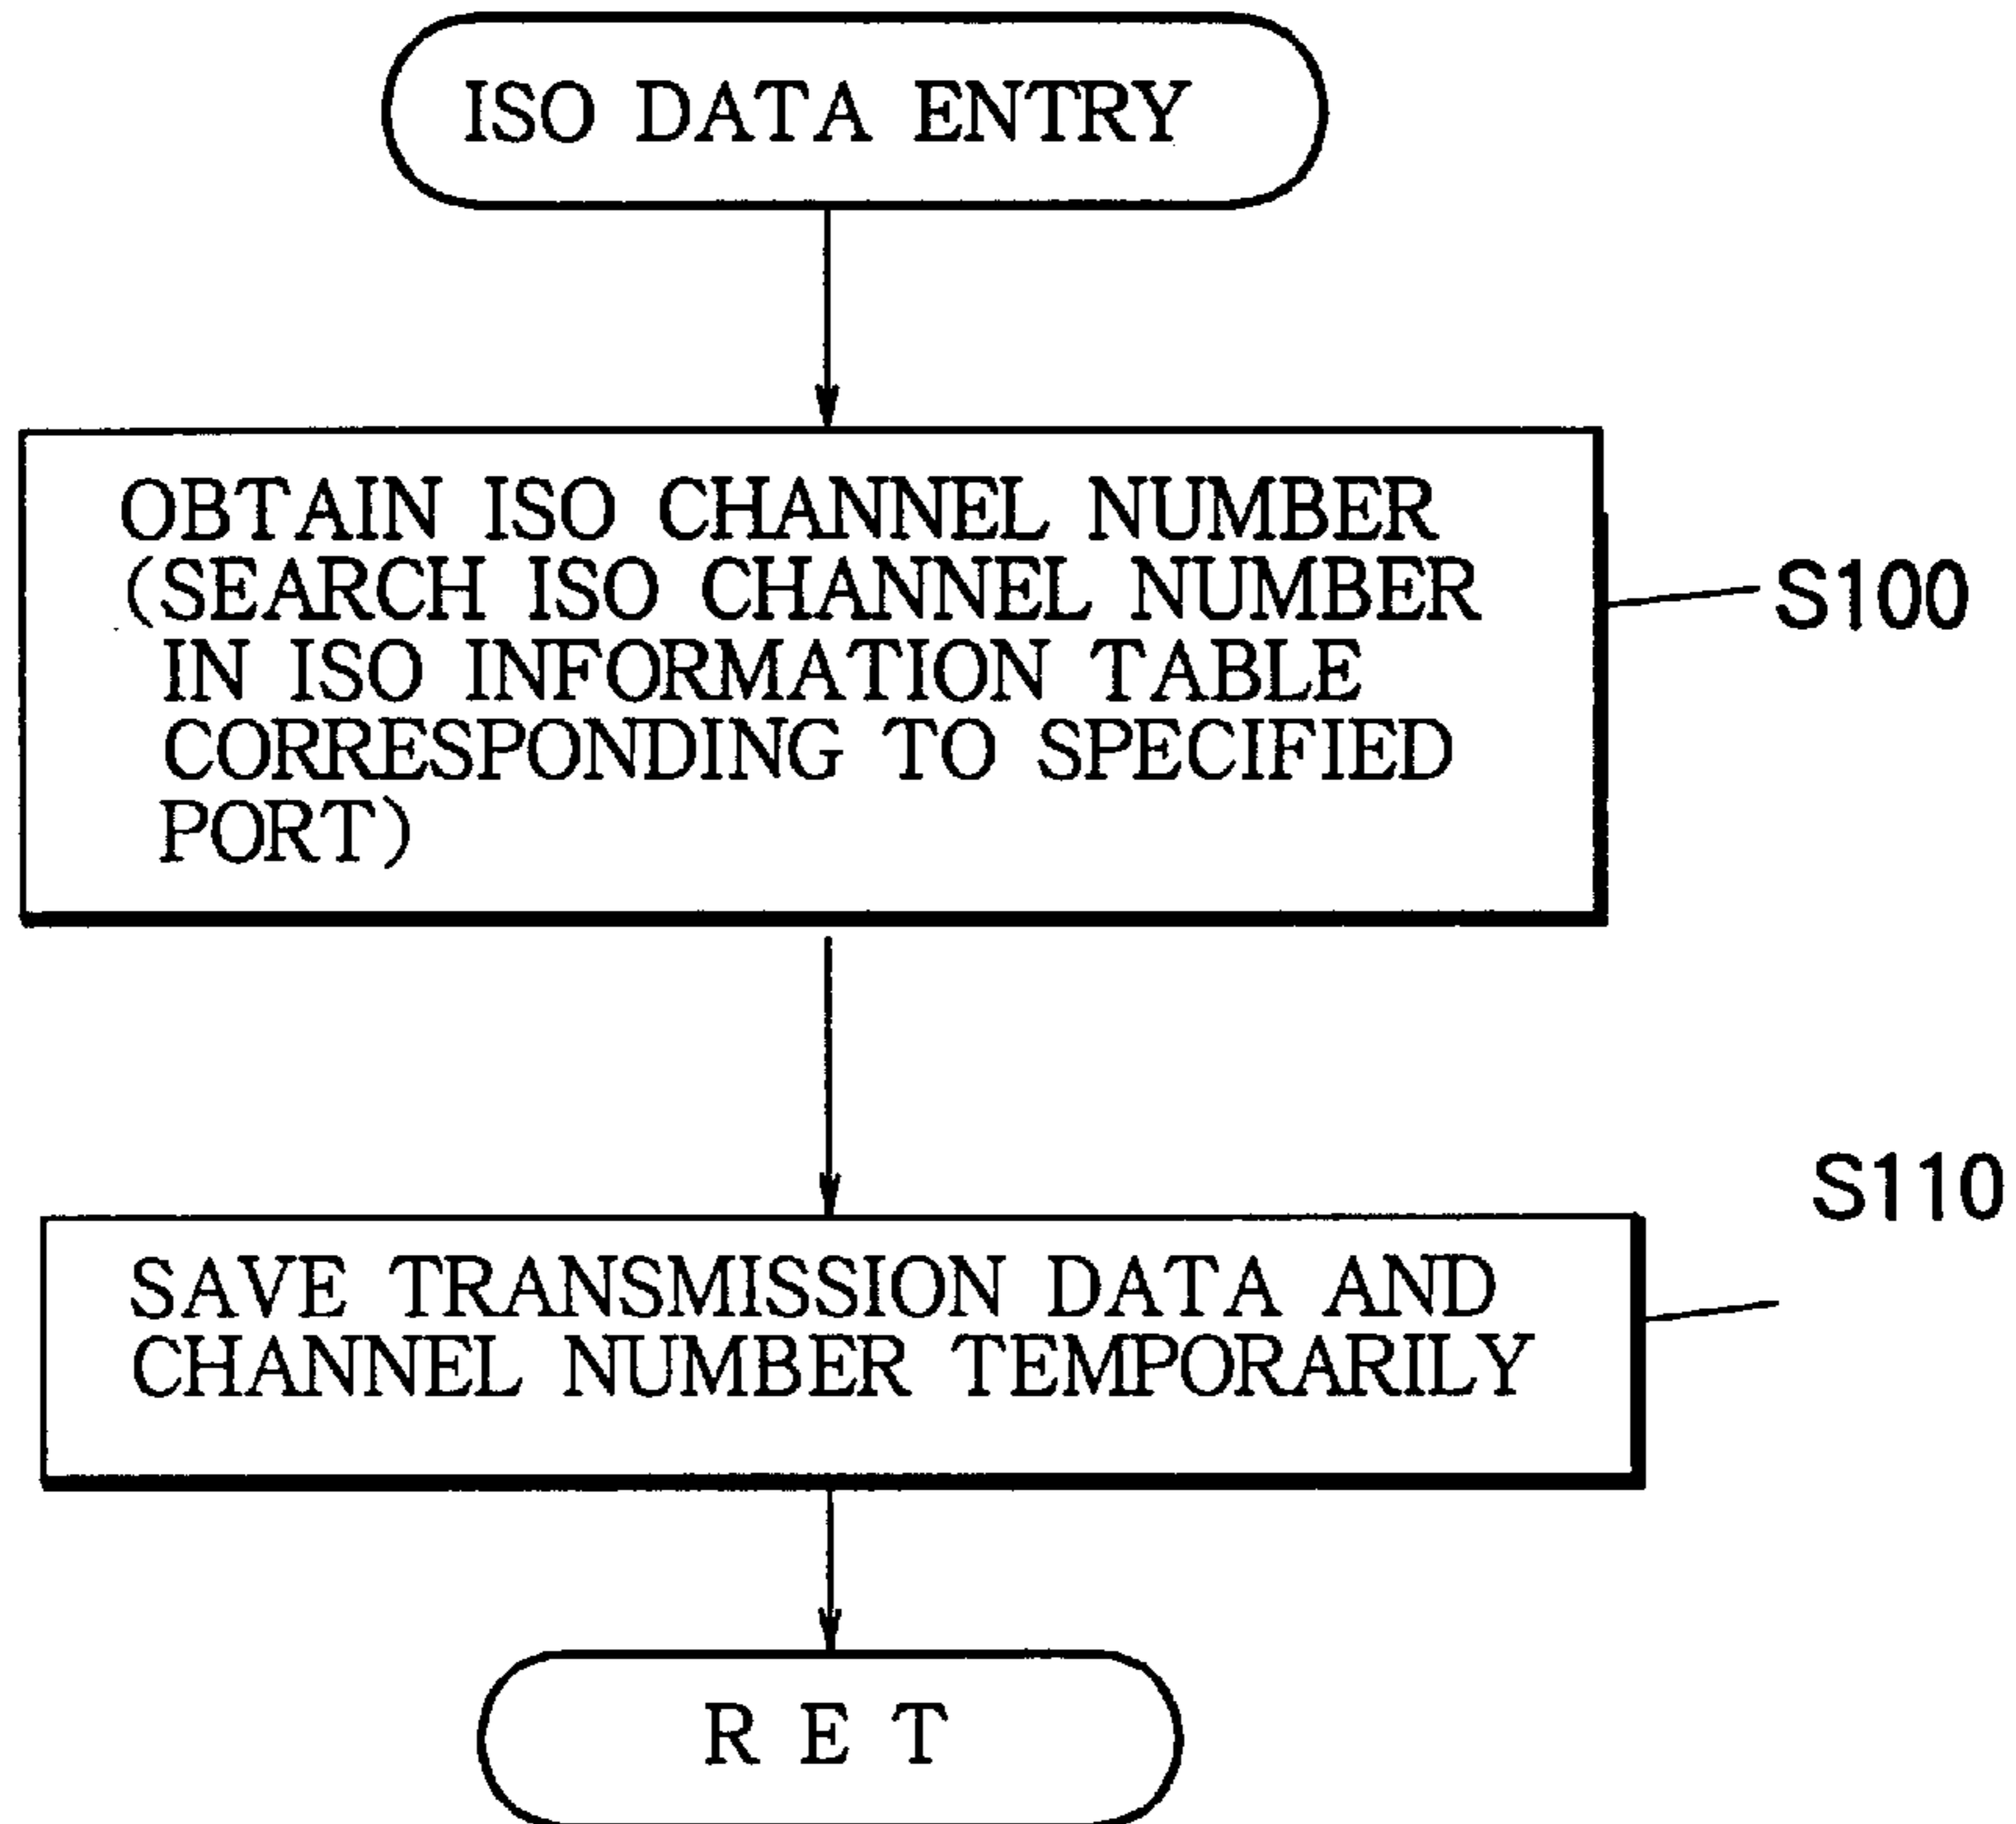 ISO DATA ENTRY
OBTAIN ISO CHANNEL NUMBER
(SEARCH ISO CHANNEL NUMBER
IN ISO INFORMATION TABLE
CORRESPONDING TO SPECIFIED
PORT)
S100
S110
SAVE TRANSMISSION DATA AND
CHANNEL NUMBER TEMPORARILY
R E T